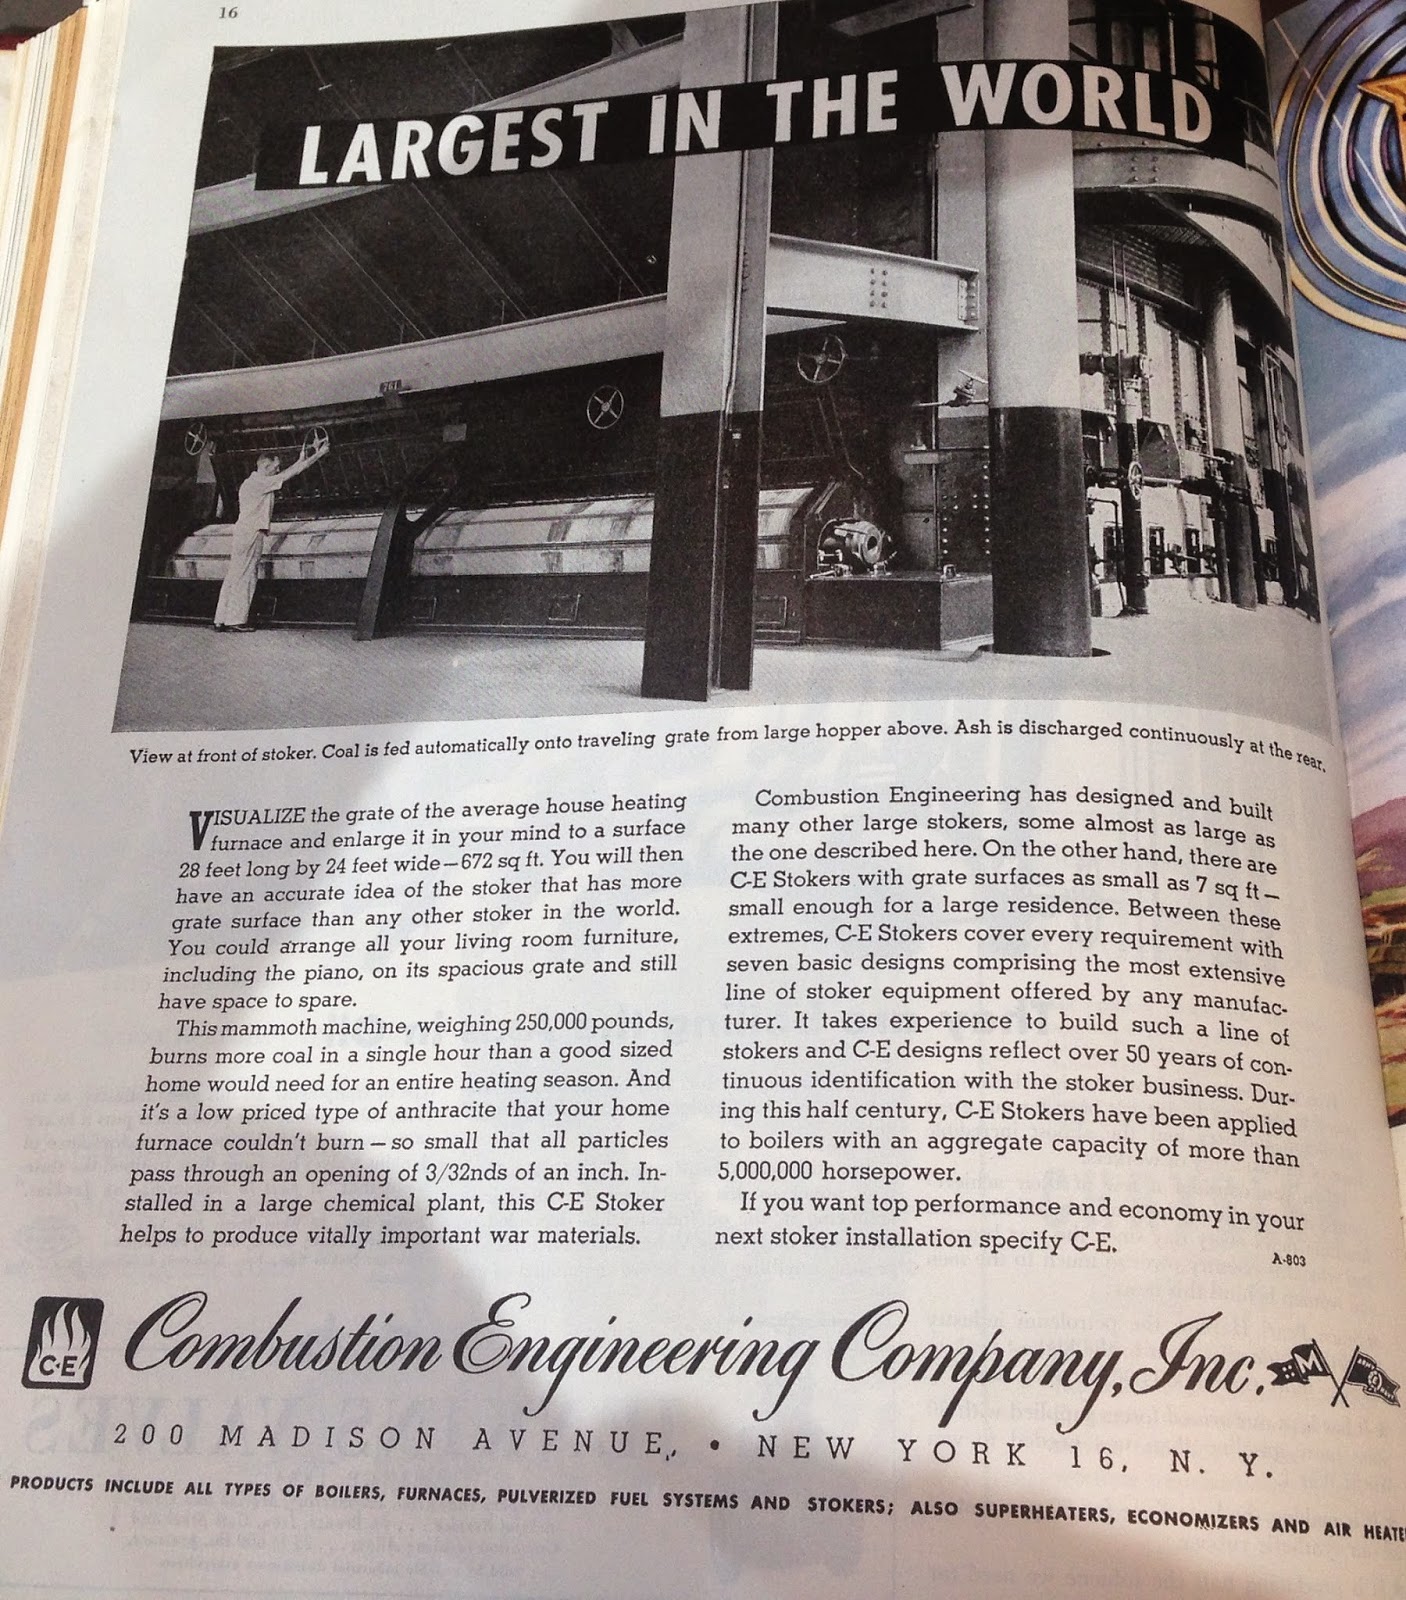 16
LARGEST IN THE WORLD
View at front of stoker. Coal is fed automatically onto traveling grate from large hopper above. Ash is discharged continuously at the rear.
VISUALIZE the grate of the average house heating
furnace and enlarge it in your mind to a surface
28 feet long by 24 feet wide—672 sq ft. You will then
have an accurate idea of the stoker that has more
grate surface than any other stoker in the world.
You could arrange all your living room furniture,
including the piano, on its spacious grate and still
have space to spare.
This mammoth machine, weighing 250,000 pounds,
burns more coal in a single hour than a good sized
home would need for an entire heating season. And
it's a low priced type of anthracite that your home
furnace couldn't burn—so small that all particles
pass through an opening of 3/32nds of an inch. In-
stalled in a large chemical plant, this C-E Stoker
helps to produce vitally important war materials.
Combustion Engineering has designed and built
many other large stokers, some almost as large as
the one described here. On the other hand, there are
C-E Stokers with grate surfaces as small as 7 sq ft—
small enough for a large residence. Between these
extremes, C-E Stokers cover every requirement with
seven basic designs comprising the most extensive
line of stoker equipment offered by any manufac-
turer. It takes experience to build such a line of
stokers and C-E designs reflect over 50 years of con-
tinuous identification with the stoker business. Dur-
ing this half century, C-E Stokers have been applied
to boilers with an aggregate capacity of more than
5,000,000 horsepower.
If you want top performance and economy in your
next stoker installation specify C-E.
A-803
C-E
Combustion Engineering Company, Inc.
M
200 MADISON AVENUE, • NEW YORK 16, N. Y.
PRODUCTS INCLUDE ALL TYPES OF BOILERS, FURNACES, PULVERIZED FUEL SYSTEMS AND STOKERS; ALSO SUPERHEATERS, ECONOMIZERS AND AIR HEATE